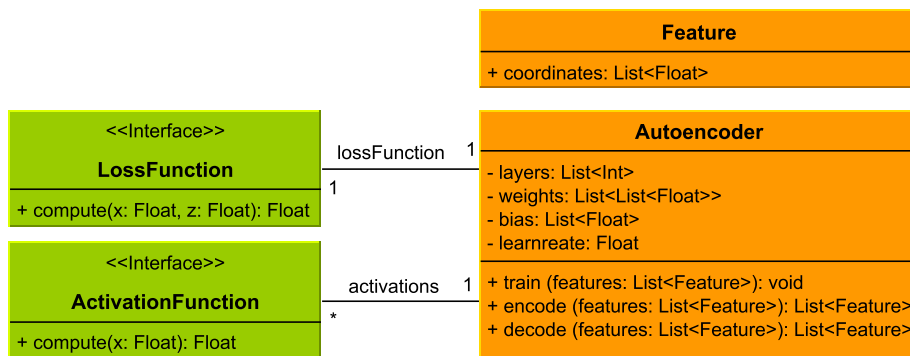 Feature
+ coordinates: List<Float>
<<Interface>>
LossFunction
+ compute(x: Float, z: Float): Float
lossFunction
1
1
Autoencoder
- layers: List<Int>
- weights: List<List<Float>>
- bias: List<Float>
- learnreate: Float
+ train (features: List<Feature>): void
+ encode (features: List<Feature>): List<Feature>
+ decode (features: List<Feature>): List<Feature>
<<Interface>>
ActivationFunction
+ compute(x: Float): Float
activations
1
*